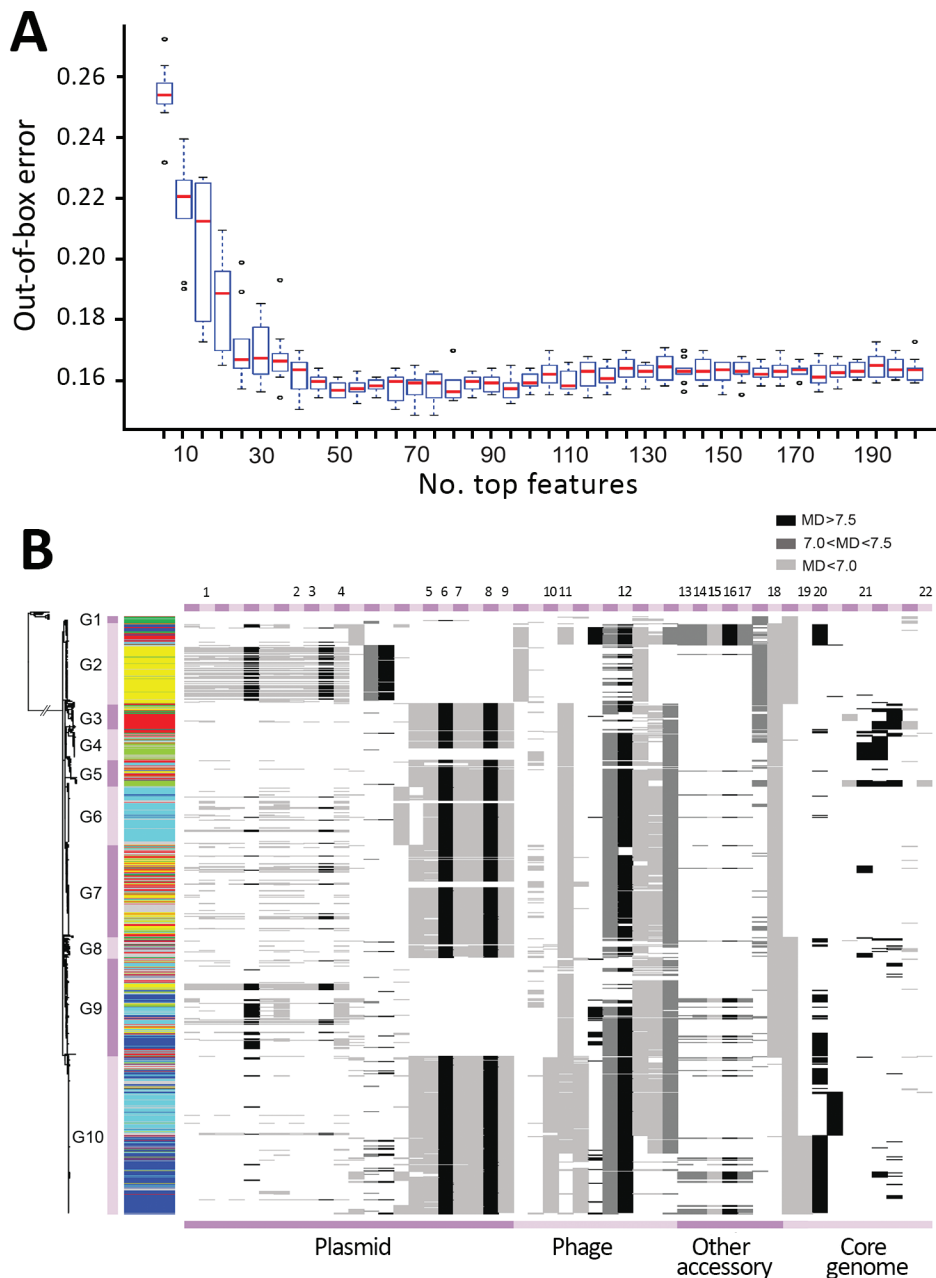 A
Out-of-box error
0.26
0.24
0.22
0.20
0.18
0.16
10 30 50 70 90 110 130 150 170 190
No. top features
B
MD>7.5
7.0<MD<7.5
MD<7.0
1 2 3 4 5 6 7 8 9 10 11 12 13 14 15 16 17 18 19 20 21 22
G1
G2
G3
G4
G5
G6
G7
G8
G9
G10
Plasmid Phage Other accessory Core genome